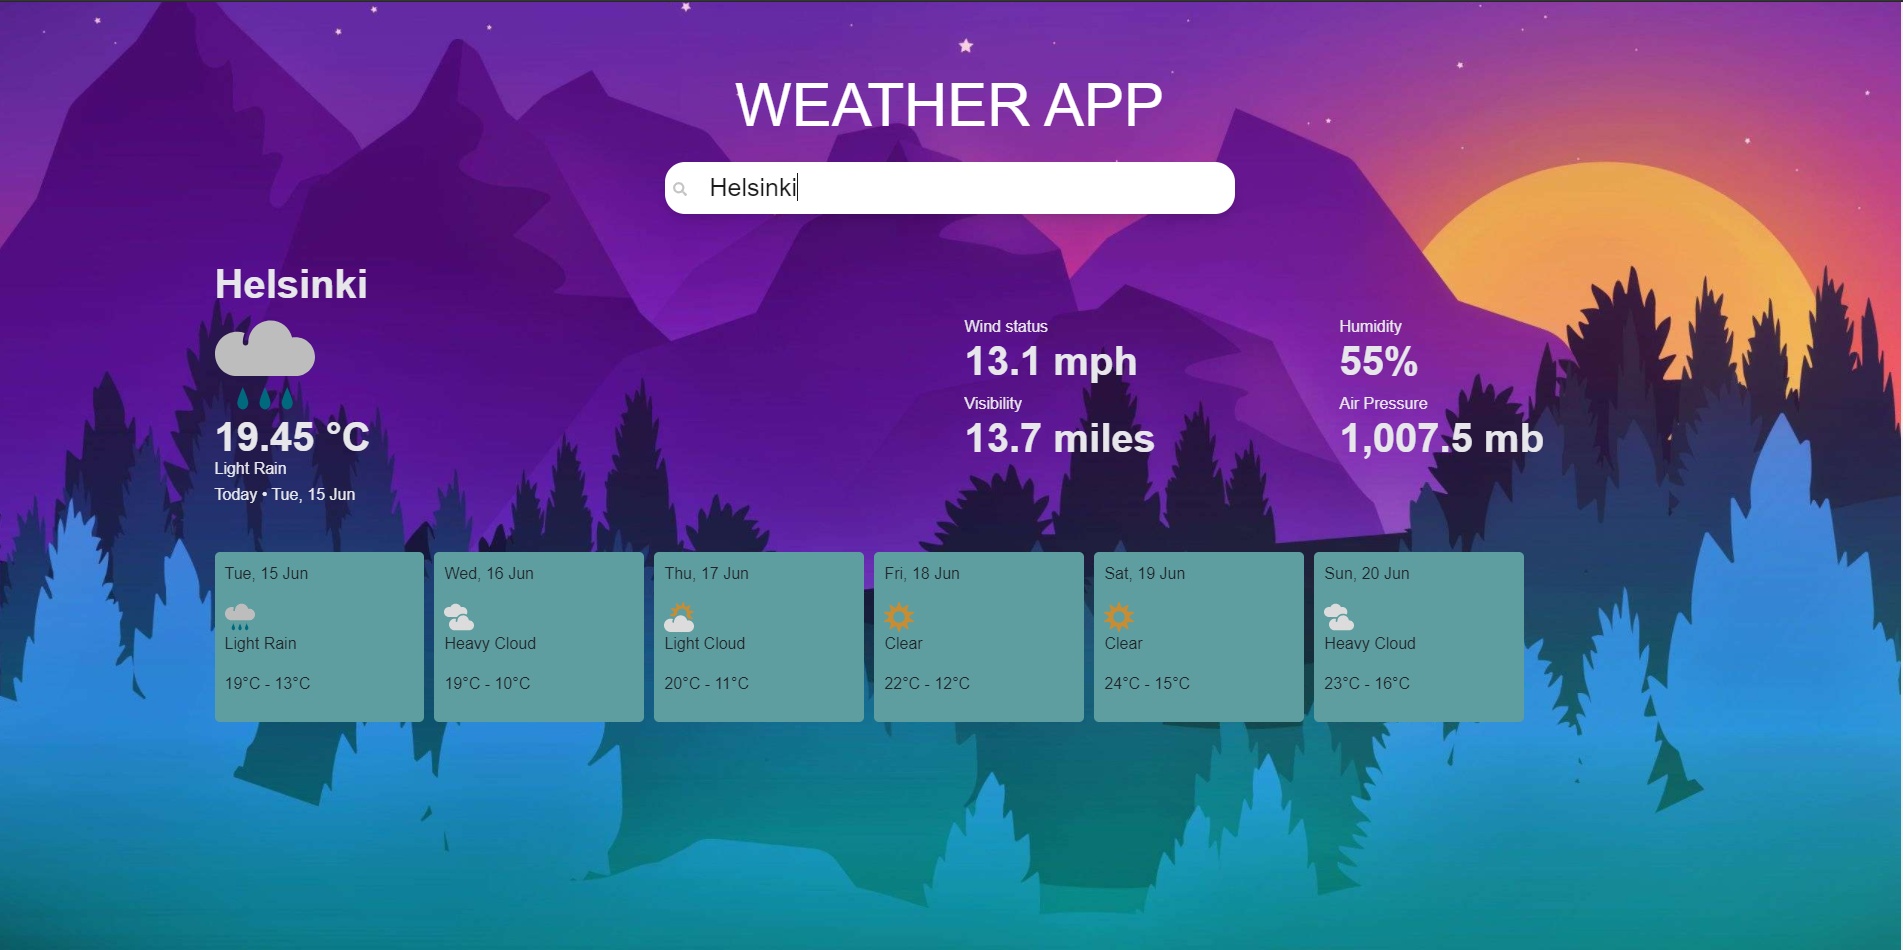 WEATHER APP
Helsinki
Helsinki
19.45 °C
Light Rain
Today • Tue, 15 Jun
Wind status
13.1 mph
Visibility
13.7 miles
Humidity
55%
Air Pressure
1,007.5 mb
Tue, 15 Jun
Light Rain
19°C - 13°C
Wed, 16 Jun
Heavy Cloud
19°C - 10°C
Thu, 17 Jun
Light Cloud
20°C - 11°C
Fri, 18 Jun
Clear
22°C - 12°C
Sat, 19 Jun
Clear
24°C - 15°C
Sun, 20 Jun
Heavy Cloud
23°C - 16°C